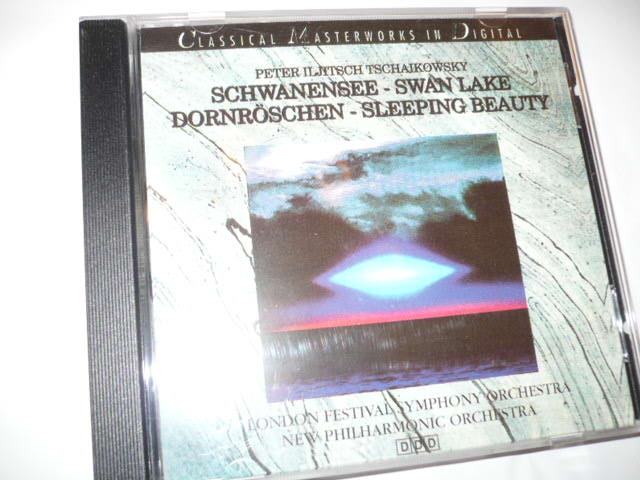 CLASSICAL MASTERWORKS IN DIGITAL
PETER ILJITSCH TSCHAIKOWSKY
SCHWANENSEE - SWAN LAKE
DORNRÖSCHEN - SLEEPING BEAUTY
LONDON FESTIVAL SYMPHONY ORCHESTRA
NEW PHILHARMONIC ORCHESTRA
DDD